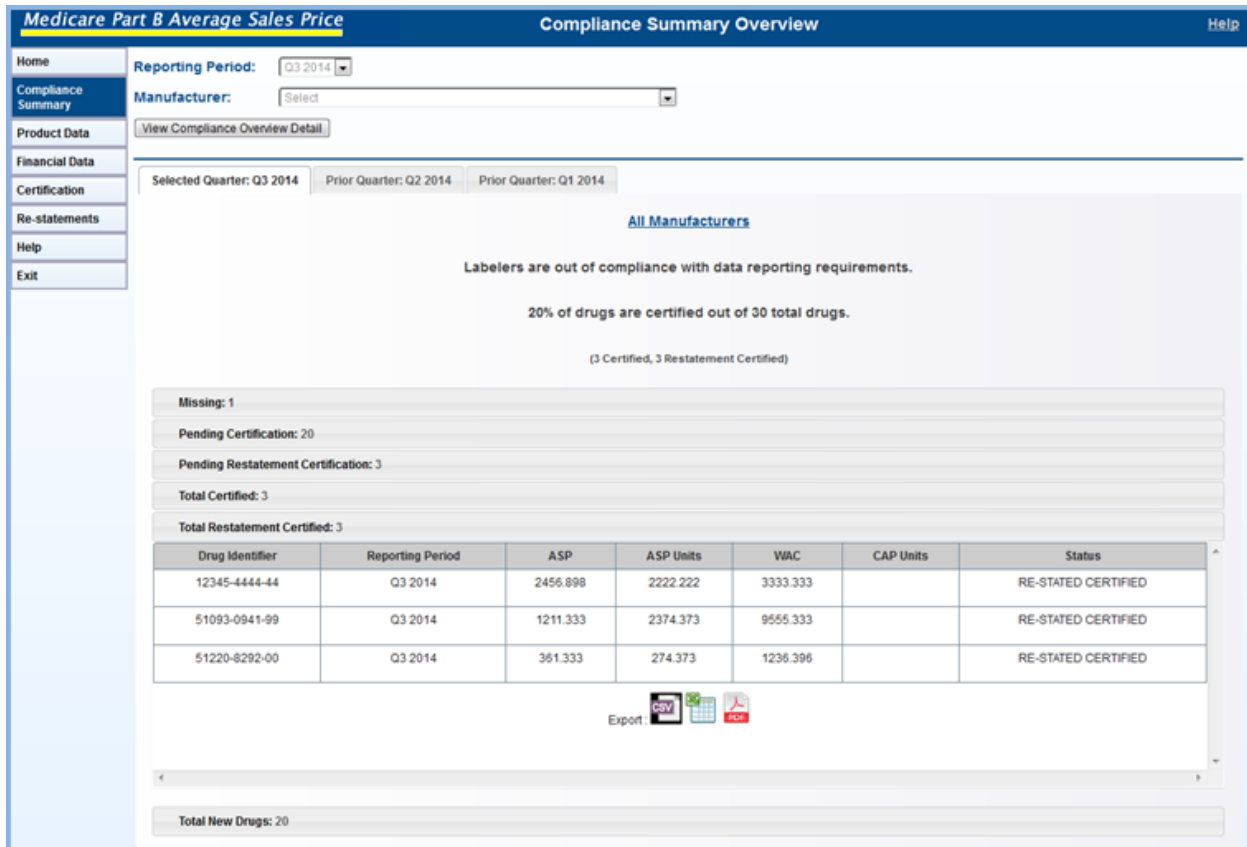 Medicare Part B Average Sales Price
Compliance Summary Overview
Help
Home
Compliance
Summary
Product Data
Financial Data
Certification
Re-statements
Help
Exit
Reporting Period: Q3 2014
Manufacturer: Select
View Compliance Overview Detail
Selected Quarter: Q3 2014 Prior Quarter: Q2 2014 Prior Quarter: Q1 2014
All Manufacturers
Labelers are out of compliance with data reporting requirements.
20% of drugs are certified out of 30 total drugs.
(3 Certified, 3 Restatement Certified)
Missing: 1
Pending Certification: 20
Pending Restatement Certification: 3
Total Certified: 3
Total Restatement Certified: 3
Drug Identifier Reporting Period ASP ASP Units WAC CAP Units Status
12345-4444-44 Q3 2014 2456.898 2222.222 3333.333 RE-STATED CERTIFIED
51093-0941-99 Q3 2014 1211.333 2374.373 9555.333 RE-STATED CERTIFIED
51220-8292-00 Q3 2014 361.333 274.373 1236.396 RE-STATED CERTIFIED
Export: CSV PDF
Total New Drugs: 20